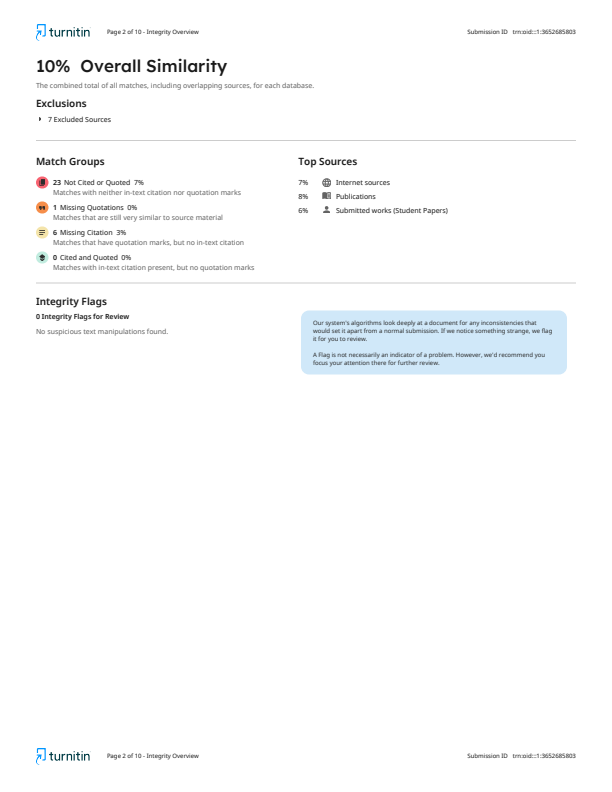 turnitin Page 2 of 10 - Integrity Overview Submission ID trn:oid:::1:3652685803
10% Overall Similarity
The combined total of all matches, including overlapping sources, for each database.
Exclusions
7 Excluded Sources
Match Groups
23 Not Cited or Quoted 7%
Matches with neither in-text citation nor quotation marks
1 Missing Quotations 0%
Matches that are still very similar to source material
6 Missing Citation 3%
Matches that have quotation marks, but no in-text citation
0 Cited and Quoted 0%
Matches with in-text citation present, but no quotation marks
Top Sources
7% Internet sources
8% Publications
6% Submitted works (Student Papers)
Integrity Flags
0 Integrity Flags for Review
No suspicious text manipulations found.
Our system's algorithms look deeply at a document for any inconsistencies that
would set it apart from a normal submission. If we notice something strange, we flag
it for you to review.
A Flag is not necessarily an indicator of a problem. However, we'd recommend you
focus your attention there for further review.
turnitin Page 2 of 10 - Integrity Overview Submission ID trn:oid:::1:3652685803